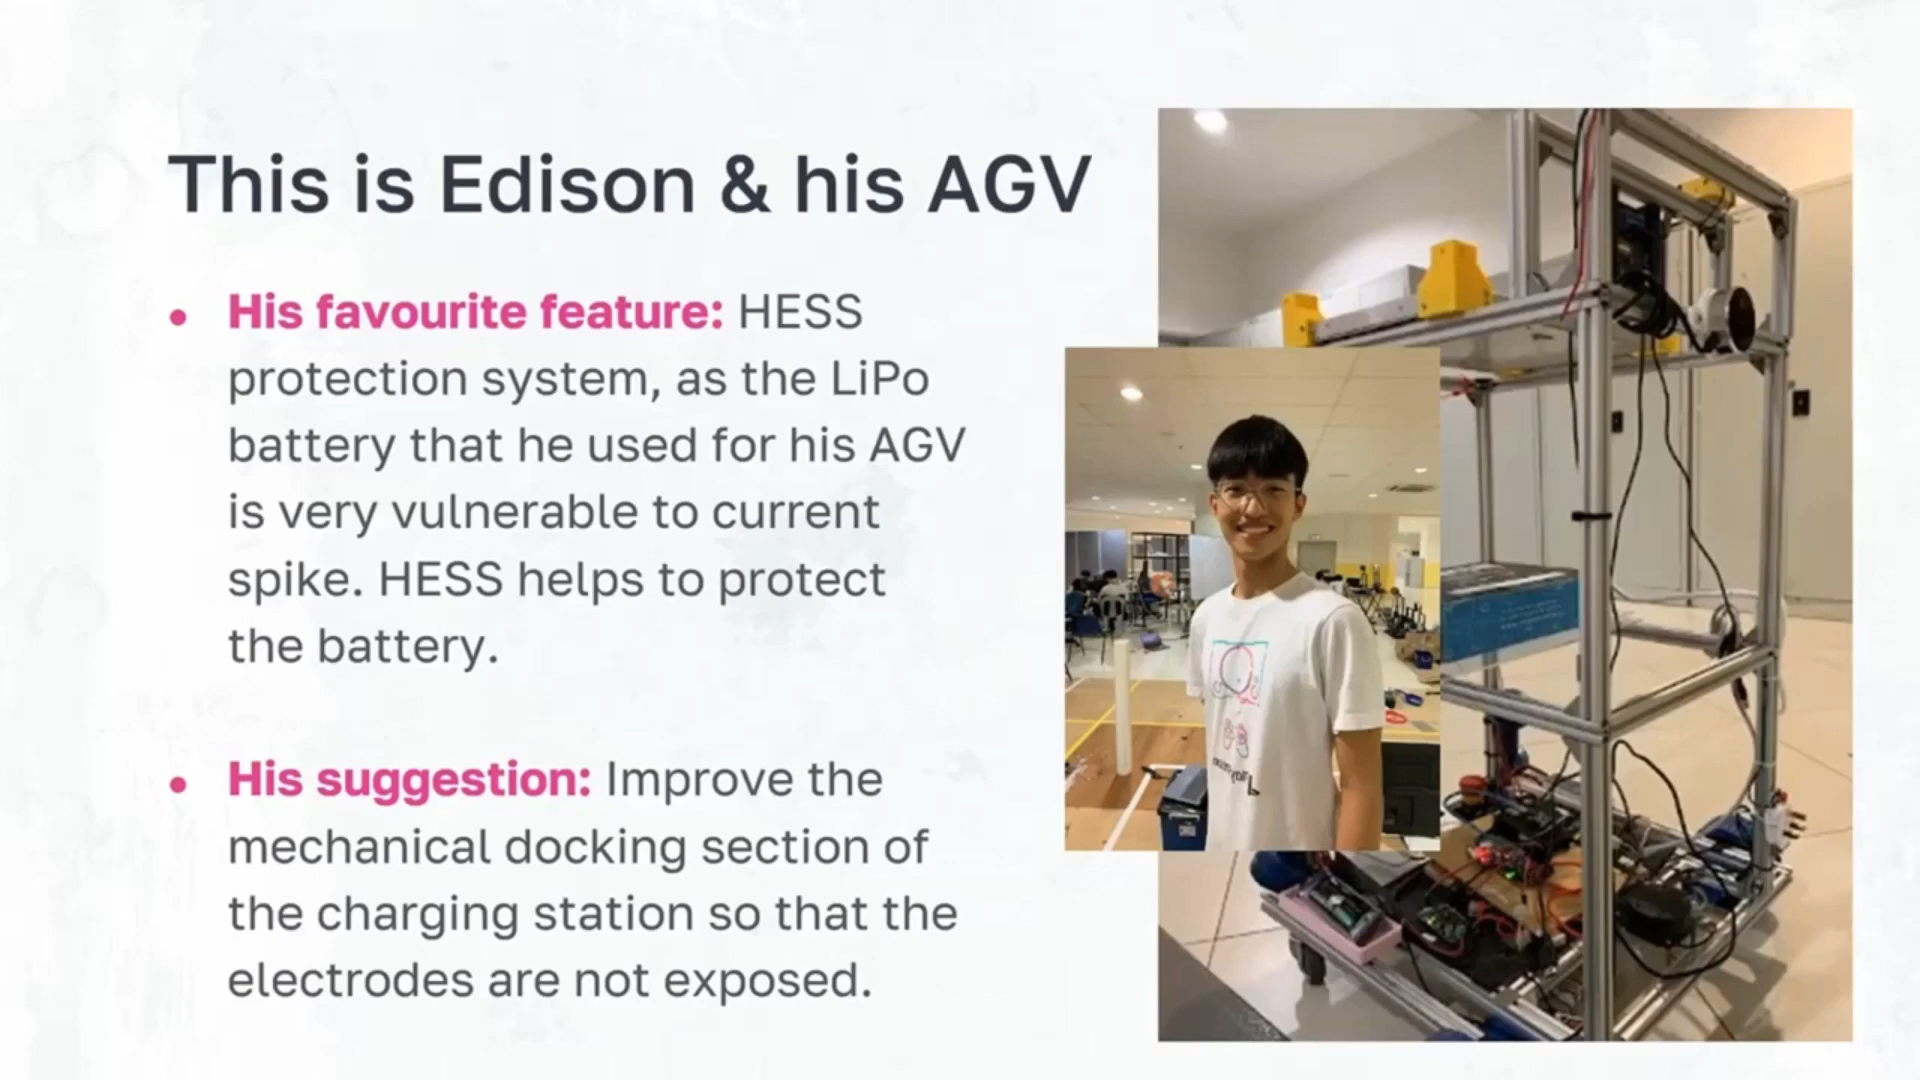 This is Edison & his AGV
• His favourite feature: HESS
protection system, as the LiPo
battery that he used for his AGV
is very vulnerable to current
spike. HESS helps to protect
the battery.
• His suggestion: Improve the
mechanical docking section of
the charging station so that the
electrodes are not exposed.